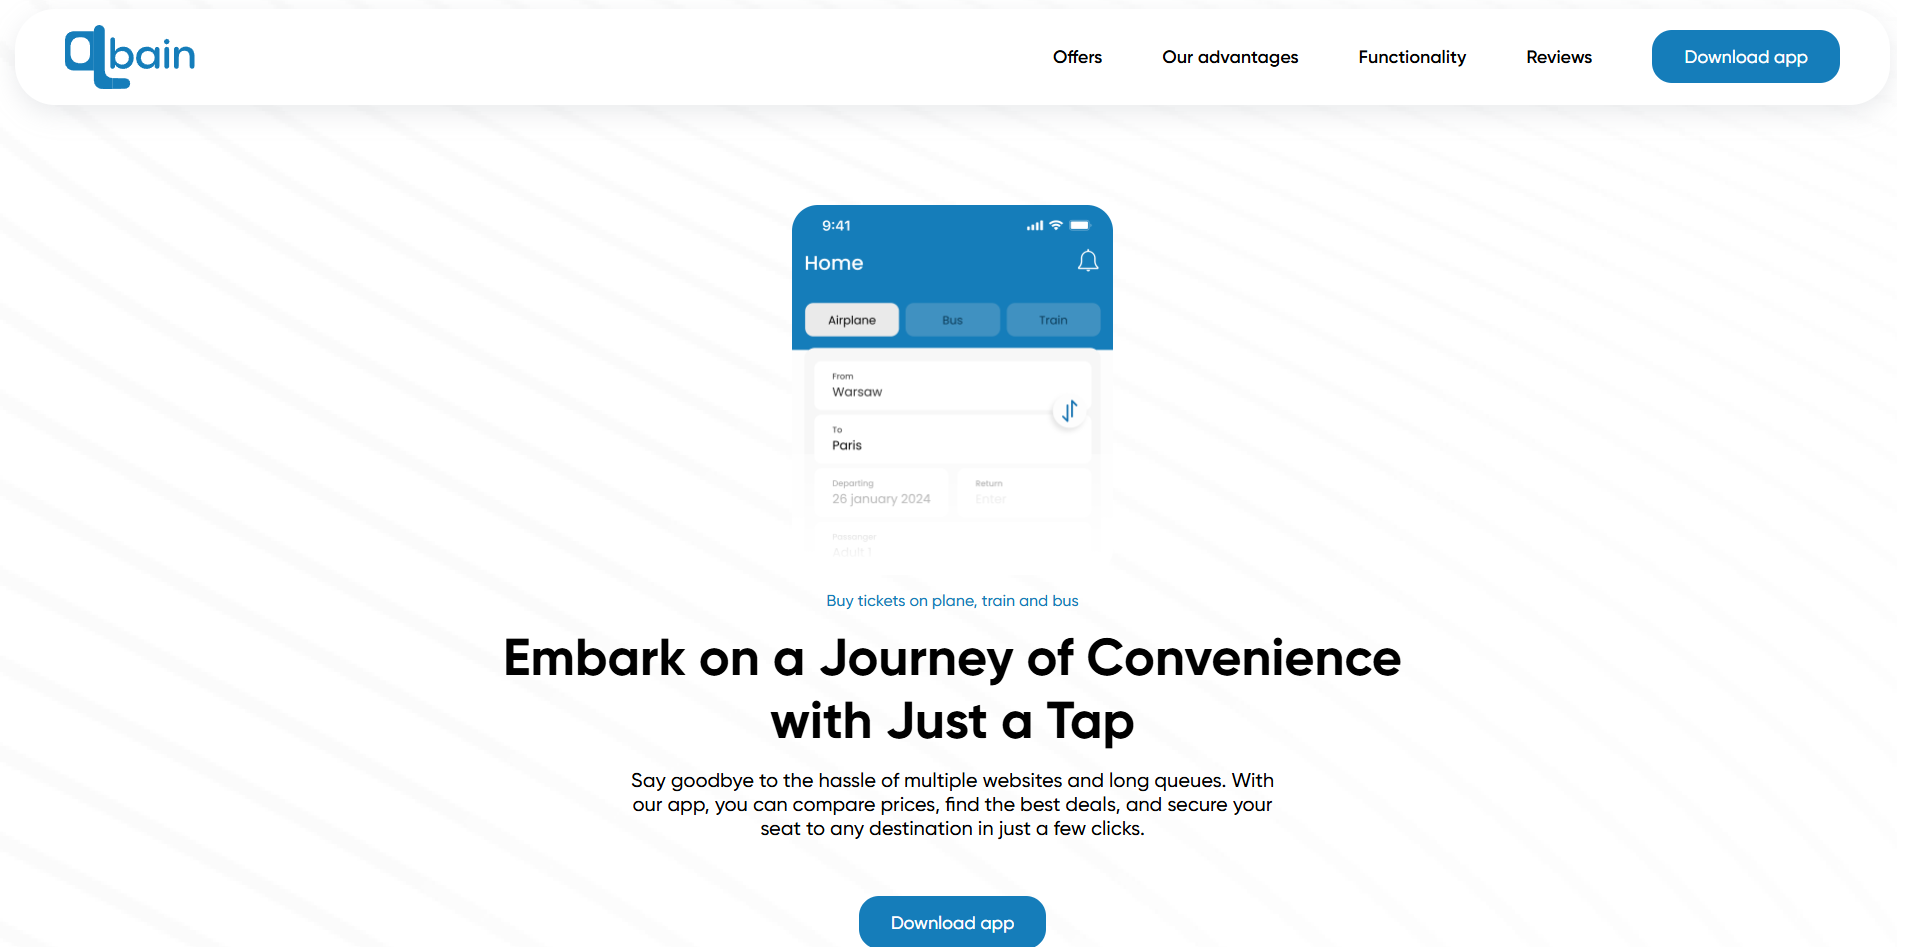 bain
Offers
Our advantages
Functionality
Reviews
Download app
9:41
Home
Airplane
Bus
Train
From
Warsaw
To
Paris
Departing
26 january 2024
Return
Enter
Passanger
Adult 1
Buy tickets on plane, train and bus
Embark on a Journey of Convenience
with Just a Tap
Say goodbye to the hassle of multiple websites and long queues. With
our app, you can compare prices, find the best deals, and secure your
seat to any destination in just a few clicks.
Download app